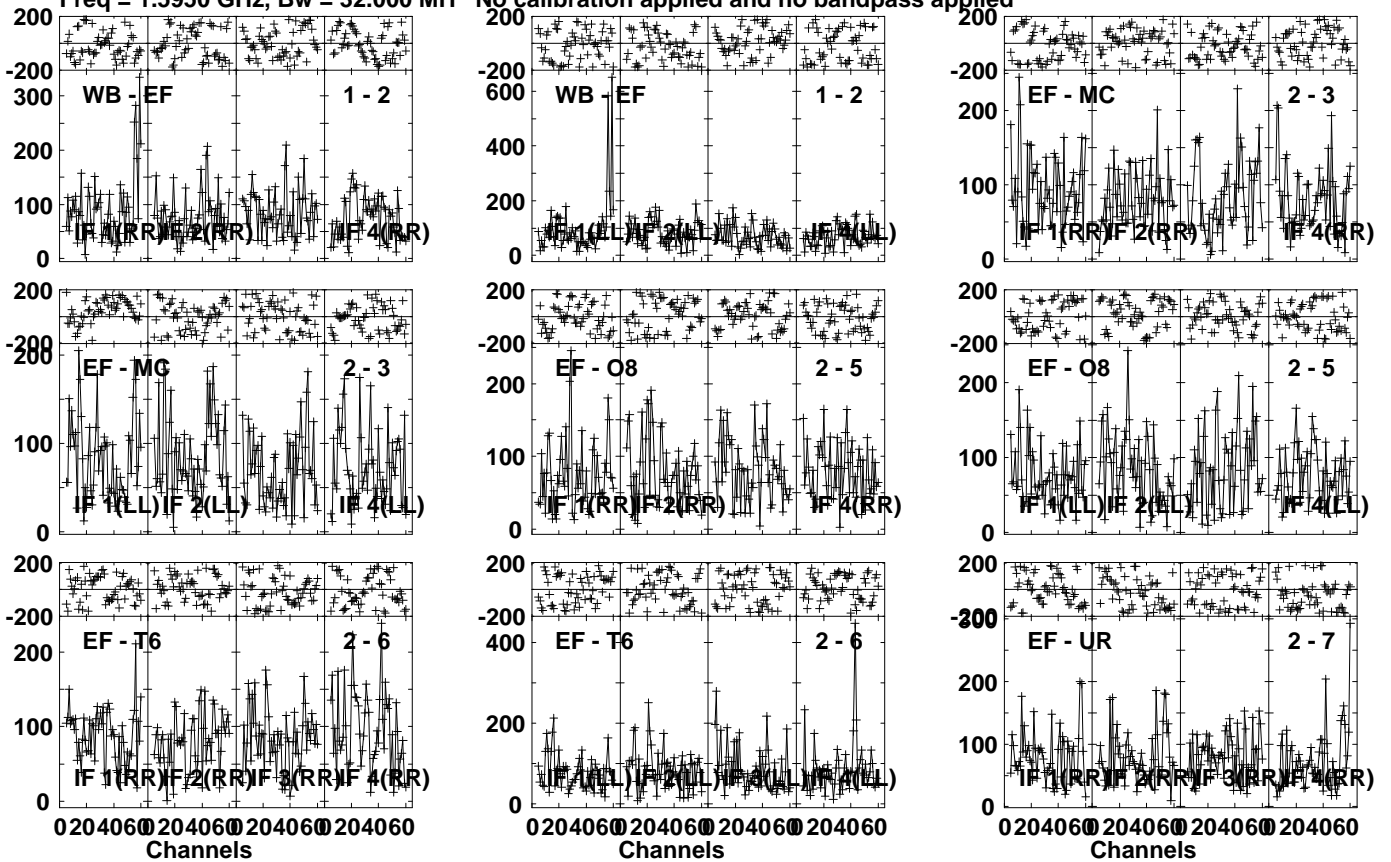 Freq = 1.5950 GHz, Bw = 32.000 MH No calibration applied and no bandpass applied
200
-200
300
200
100
0
WB - EF
1 - 2
IF 1(RR)
IF 2(RR)
IF 4(RR)
200
-200
600
400
200
0
WB - EF
1 - 2
IF 1(LL)
IF 2(LL)
IF 4(LL)
200
-200
200
100
0
EF - MC
2 - 3
IF 1(RR)
IF 2(RR)
IF 4(RR)
200
-200
200
100
0
EF - MC
2 - 3
IF 1(LL)
IF 2(LL)
IF 4(LL)
200
-200
200
100
0
EF - O8
2 - 5
IF 1(RR)
IF 2(RR)
IF 4(RR)
200
-200
200
100
0
EF - O8
2 - 5
IF 1(LL)
IF 2(LL)
IF 4(LL)
200
-200
200
100
0
EF - T6
2 - 6
IF 1(RR)
IF 2(RR)
IF 3(RR)
IF 4(RR)
0 20 40 60 0 20 40 60 0 20 40 60 0 20 40 60
Channels
200
-200
400
200
0
EF - T6
2 - 6
IF 1(LL)
IF 2(LL)
IF 3(LL)
IF 4(LL)
0 20 40 60 0 20 40 60 0 20 40 60 0 20 40 60
Channels
200
-200
300
200
100
0
EF - UR
2 - 7
IF 1(RR)
IF 2(RR)
IF 3(RR)
IF 4(RR)
0 20 40 60 0 20 40 60 0 20 40 60 0 20 40 60
Channels